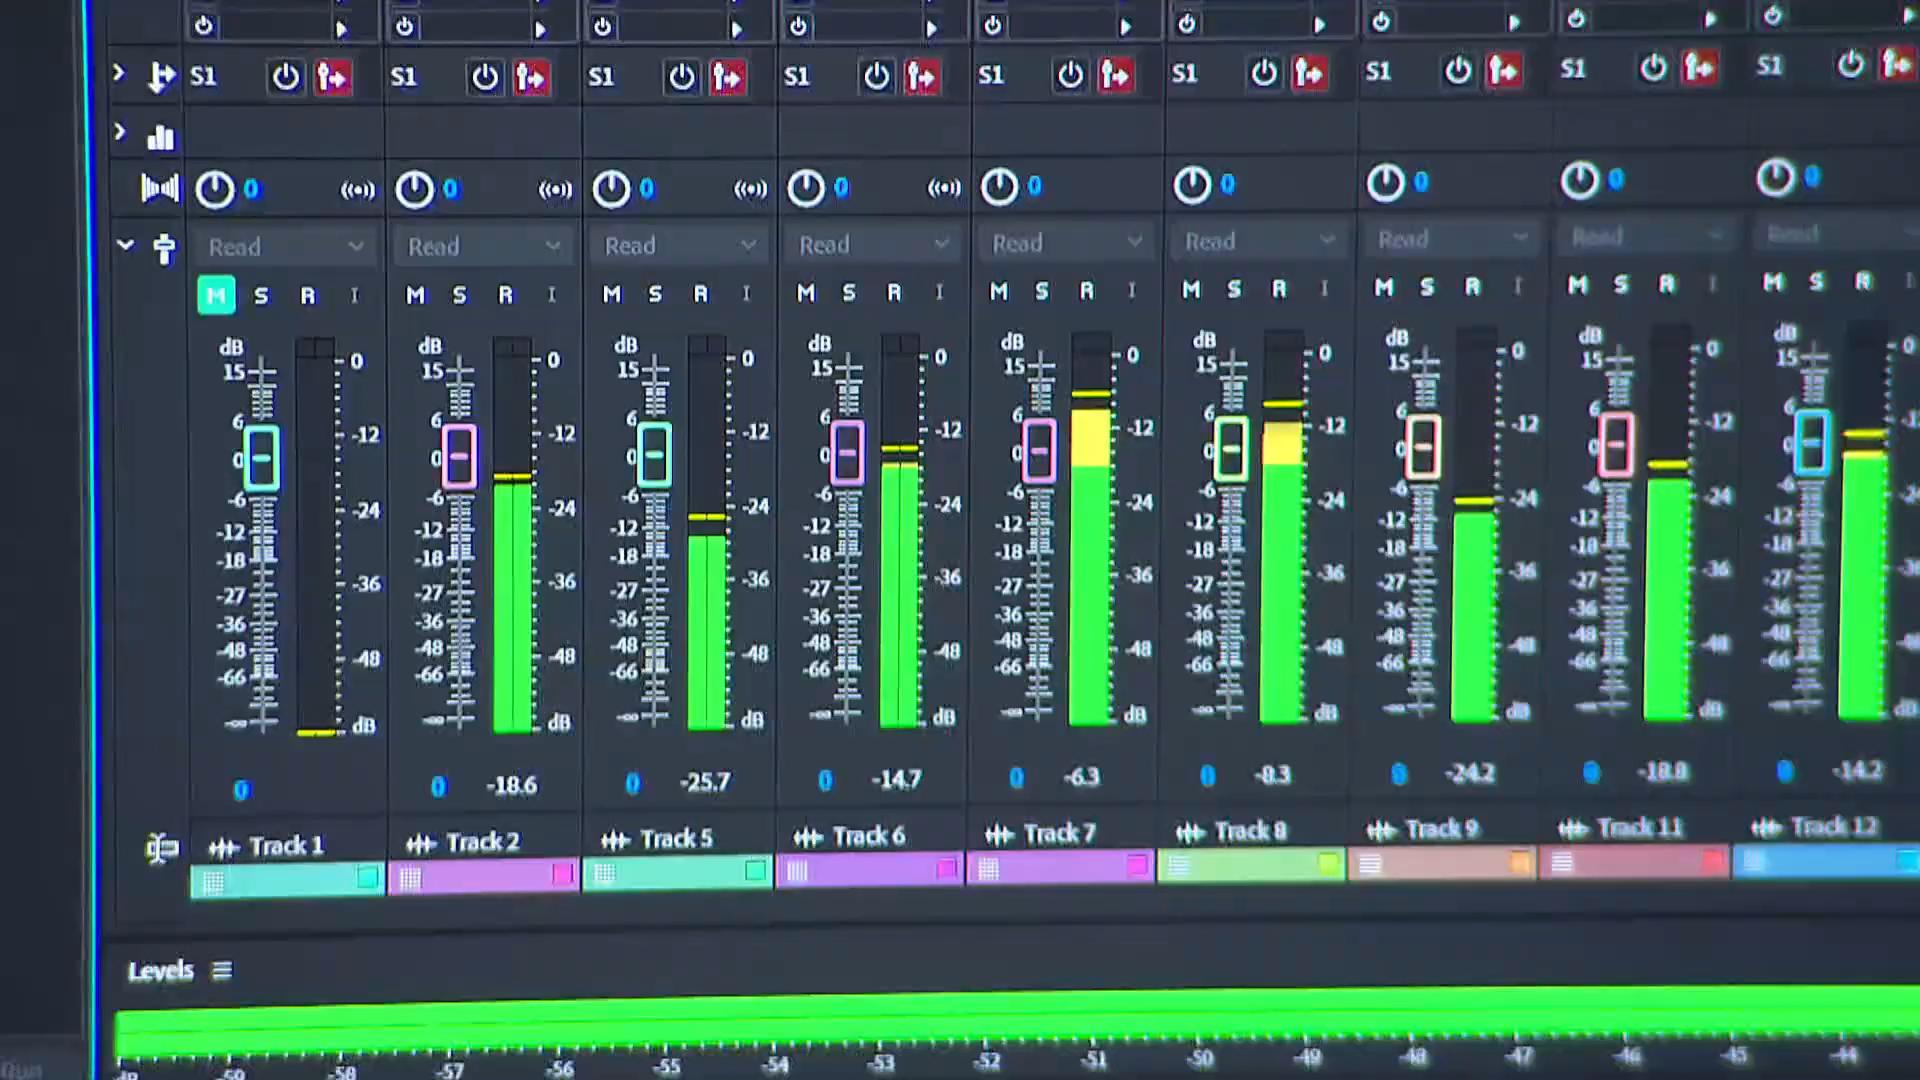 S1 S1 S1 S1 S1 S1 S1 S1 S1
0 0 0 0 0 0 0 0 0
Read Read Read Read Read Read Read Read Read
M S R I M S R I M S R I M S R I M S R I M S R I M S R I M S R I M S R I
dB dB dB dB dB dB dB dB dB
15 0 15 0 15 0 15 0 15 0 15 0 15 0 15 0 15 0
6 -12 6 -12 6 -12 6 -12 6 -12 6 -12 6 -12 6 -12 6
0 0 0 0 0 0 0 0 0
-6 -24 -6 -24 -6 -24 -6 -24 -6 -24 -6 -24 -6 -24 -6 -24 -6
-12 -12 -12 -12 -12 -12 -12 -12 -12
-18 -36 -18 -36 -18 -36 -18 -36 -18 -36 -18 -36 -18 -36 -18 -36 -18
-27 -27 -27 -27 -27 -27 -27 -27 -27
-36 -36 -36 -36 -36 -36 -36 -36 -36
-48 -48 -48 -48 -48 -48 -48 -48 -48 -48 -48 -48 -48 -48 -48 -48 -48
-66 -66 -66 -66 -66 -66 -66 -66 -66
-∞ dB -∞ dB -∞ dB -∞ dB -∞ dB -∞ dB -∞ dB -∞ dB -∞ dB
0 0 -18.6 0 -25.7 0 -14.7 0 -6.3 0 -8.3 0 -24.2 0 -18.8 0 -14.2
Track 1 Track 2 Track 5 Track 6 Track 7 Track 8 Track 9 Track 11 Track 12
Levels
dB -59 -58 -57 -56 -55 -54 -53 -52 -51 -50 -49 -48 -47 -46 -45 -44
Run